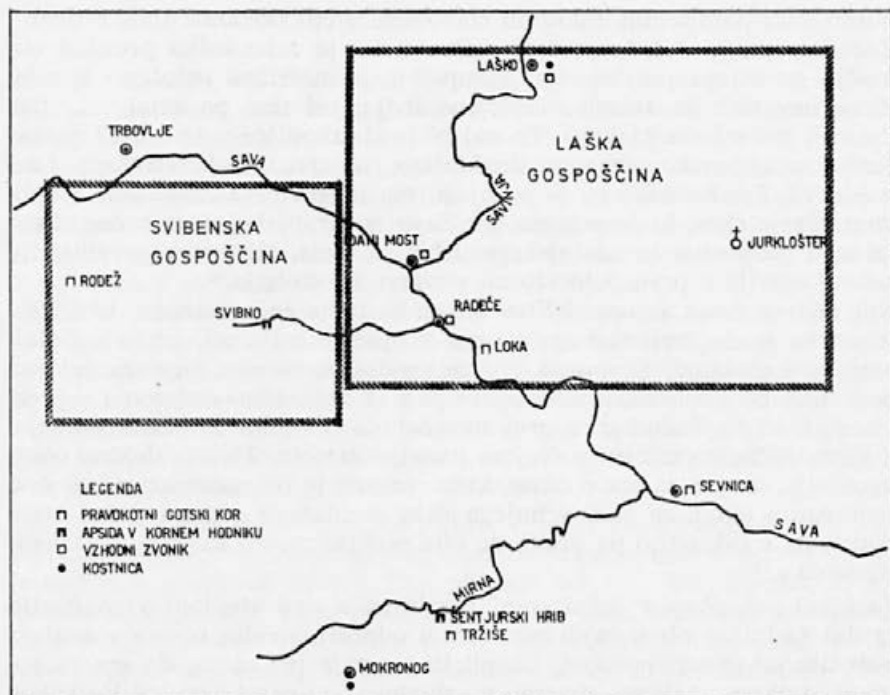 LAŠKO
TRBOVLJE
SAVA
LAŠKA
GOSPOŠČINA
SAVINJA
SVIBENSKA
GOSPOŠČINA
ZIDANI MOST
JURKLOŠTER
RODEŽ
SVIBNO
RADEČE
LOKA
LEGENDA
PRAVOKOTNI GOTSKI KOR
APSIDA V KORNEM HODNIKU
VZHODNI ZVONIK
KOSTNICA
SEVNICA
SAVA
MIRNA
ŠENTJURSKI HRIB
TRŽIŠE
MOKRONOG